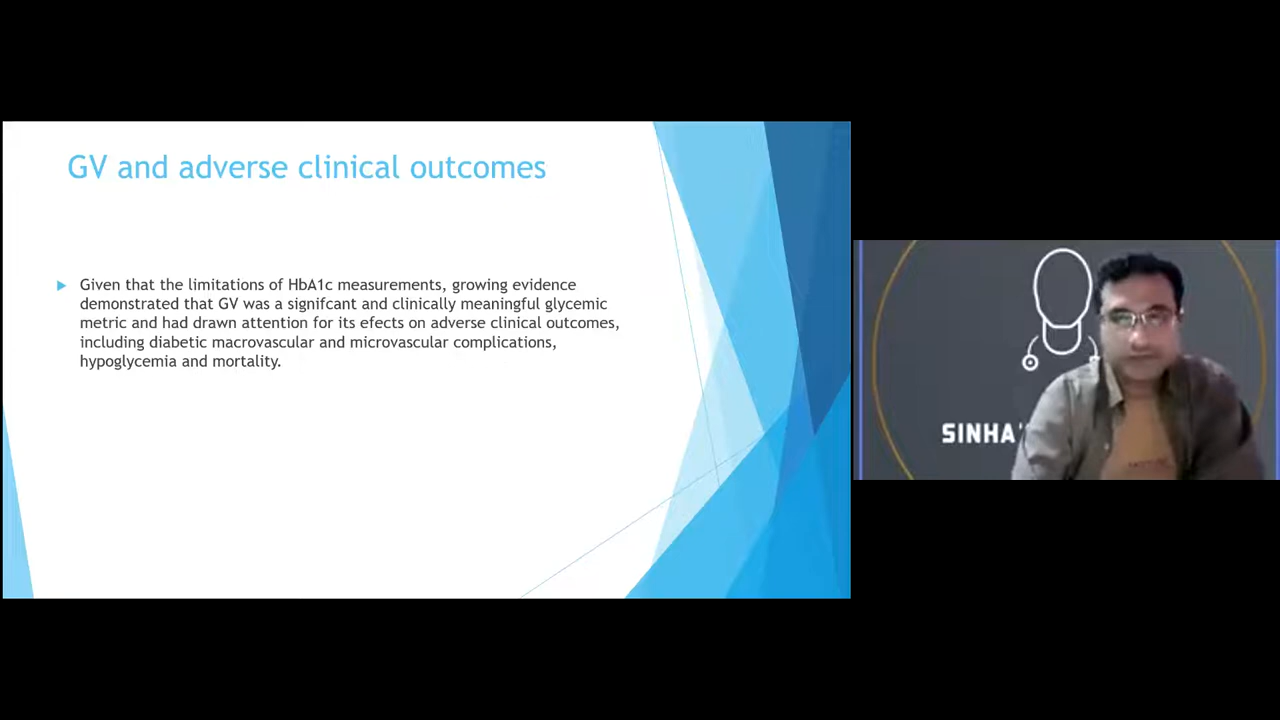 GV and adverse clinical outcomes
Given that the limitations of HbA1c measurements, growing evidence
demonstrated that GV was a signifcant and clinically meaningful glycemic
metric and had drawn attention for its efects on adverse clinical outcomes,
including diabetic macrovascular and microvascular complications,
hypoglycemia and mortality.
SINHA'